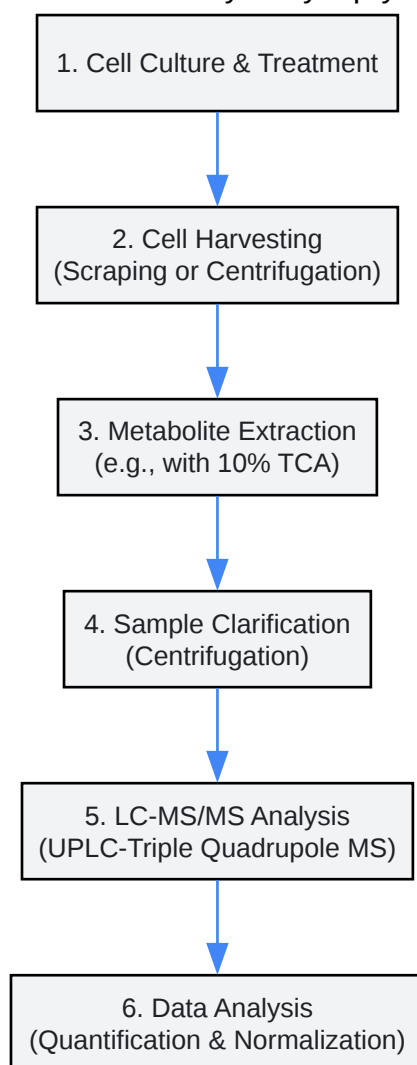 1. Cell Culture & Treatment
2. Cell Harvesting
(Scraping or Centrifugation)
3. Metabolite Extraction
(e.g., with 10% TCA)
4. Sample Clarification
(Centrifugation)
5. LC-MS/MS Analysis
(UPLC-Triple Quadrupole MS)
6. Data Analysis
(Quantification & Normalization)